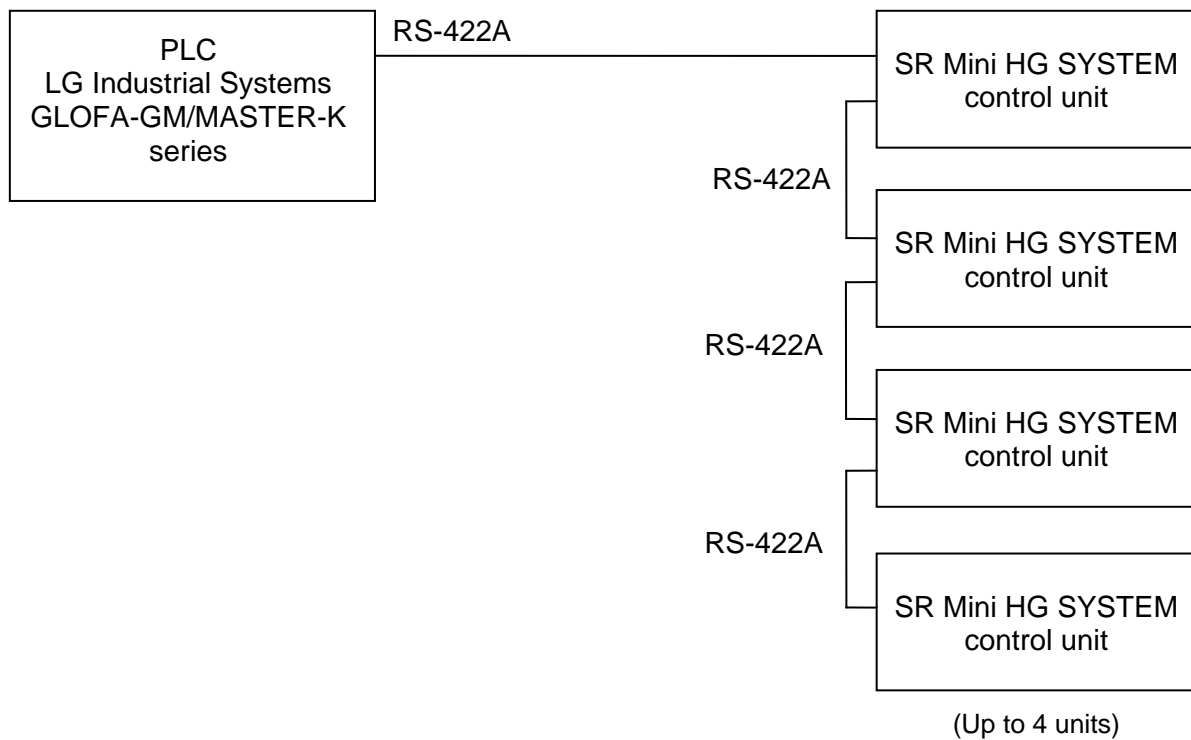 PLC
LG Industrial Systems
GLOFA-GM/MASTER-K
series
RS-422A
SR Mini HG SYSTEM
control unit
RS-422A
SR Mini HG SYSTEM
control unit
RS-422A
SR Mini HG SYSTEM
control unit
RS-422A
SR Mini HG SYSTEM
control unit
(Up to 4 units)